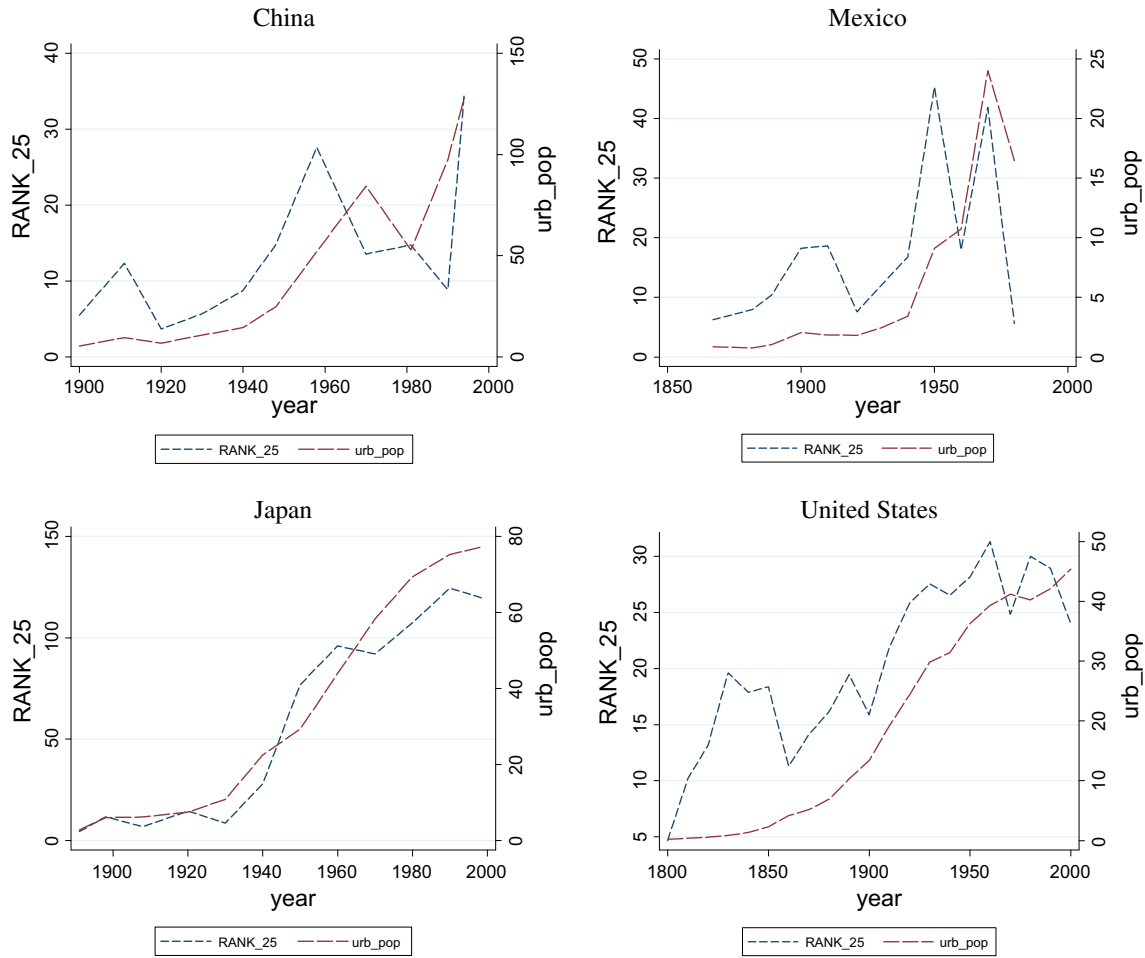 China
RANK_25
0 10 20 30 40
urb_pop
0 50 100 150
1900 1920 1940 1960 1980 2000
year
RANK_25 urb_pop
Mexico
RANK_25
0 10 20 30 40 50
urb_pop
0 5 10 15 20 25
1850 1900 1950 2000
year
RANK_25 urb_pop
Japan
RANK_25
0 50 100 150
urb_pop
0 20 40 60 80
1900 1920 1940 1960 1980 2000
year
RANK_25 urb_pop
United States
RANK_25
5 10 15 20 25 30
urb_pop
0 10 20 30 40 50
1800 1850 1900 1950 2000
year
RANK_25 urb_pop